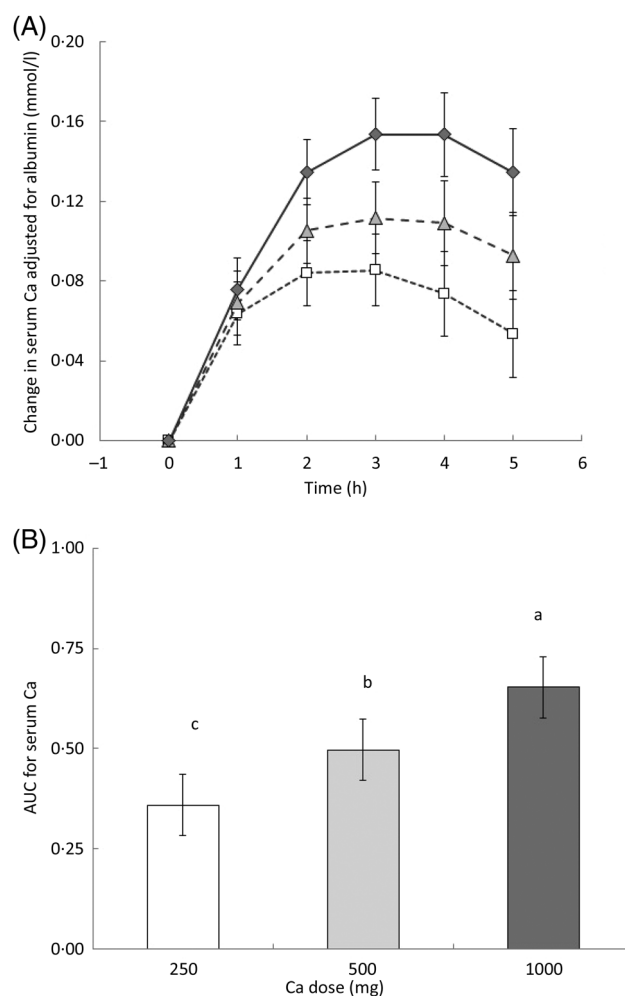 (A)
0·20
0·16
0·12
0·08
0·04
0·00
–1 0 1 2 3 4 5 6
Time (h)
Change in serum Ca adjusted for albumin (mmol/l)
(B)
1·00
0·75
0·50
0·25
0·00
c b a
250 500 1000
Ca dose (mg)
AUC for serum Ca